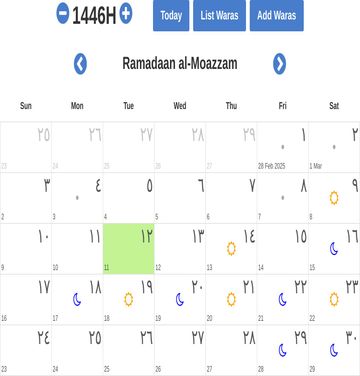 1446H
Today
List Waras
Add Waras
Ramadaan al-Moazzam
Sun Mon Tue Wed Thu Fri Sat
٢٥ ٢٦ ٢٧ ٢٨ ٢٩ ١ ٢
23 24 25 26 27 28 Feb 2025 1 Mar
٣ ٤ ٥ ٦ ٧ ٨ ٩
2 3 4 5 6 7 8
١٠ ١١ ١٢ ١٣ ١٤ ١٥ ١٦
9 10 11 12 13 14 15
١٧ ١٨ ١٩ ٢٠ ٢١ ٢٢ ٢٣
16 17 18 19 20 21 22
٢٤ ٢٥ ٢٦ ٢٧ ٢٨ ٢٩ ٣٠
23 24 25 26 27 28 29